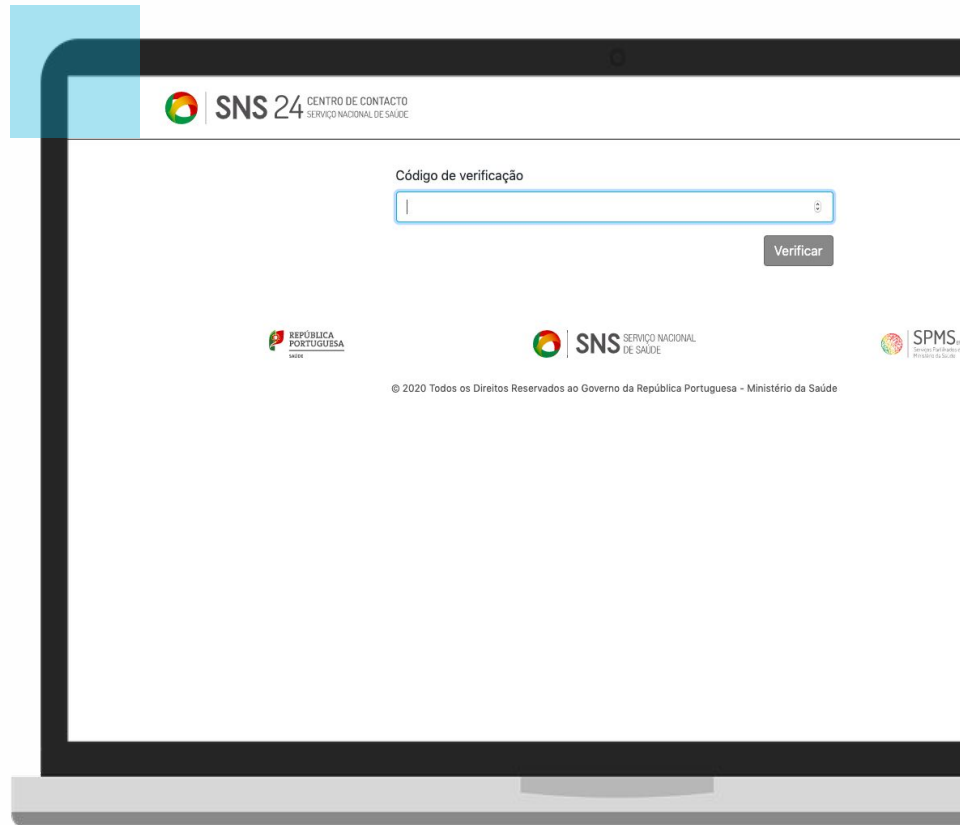 SNS 24 CENTRO DE CONTACTO
SERVIÇO NACIONAL DE SAÚDE
Código de verificação
Verificar
REPÚBLICA
PORTUGUESA
SAÚDE
SNS SERVIÇO NACIONAL
DE SAÚDE
SPMS
© 2020 Todos os Direitos Reservados ao Governo da República Portuguesa - Ministério da Saúde